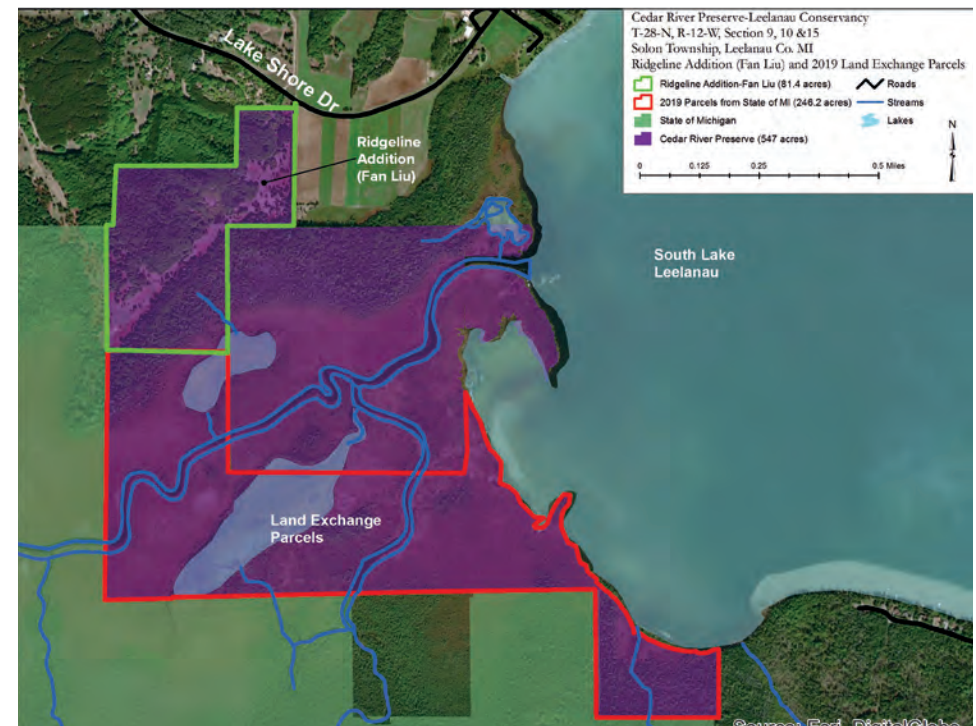 Cedar River Preserve-Leelanau Conservancy
T-28-N, R-12-W, Section 9, 10 &15
Solon Township, Leelanau Co. MI
Ridgeline Addition (Fan Liu) and 2019 Land Exchange Parcels
Ridgeline Addition-Fan Liu (81.4 acres)
Roads
2019 Parcels from State of MI (246.2 acres)
Streams
State of Michigan
Lakes
Cedar River Preserve (547 acres)
N
0 0.125 0.25 0.5 Miles
Lake Shore Dr
Ridgeline
Addition
(Fan Liu)
South Lake
Leelanau
Land Exchange
Parcels
Source: Esri, DigitalGlobe